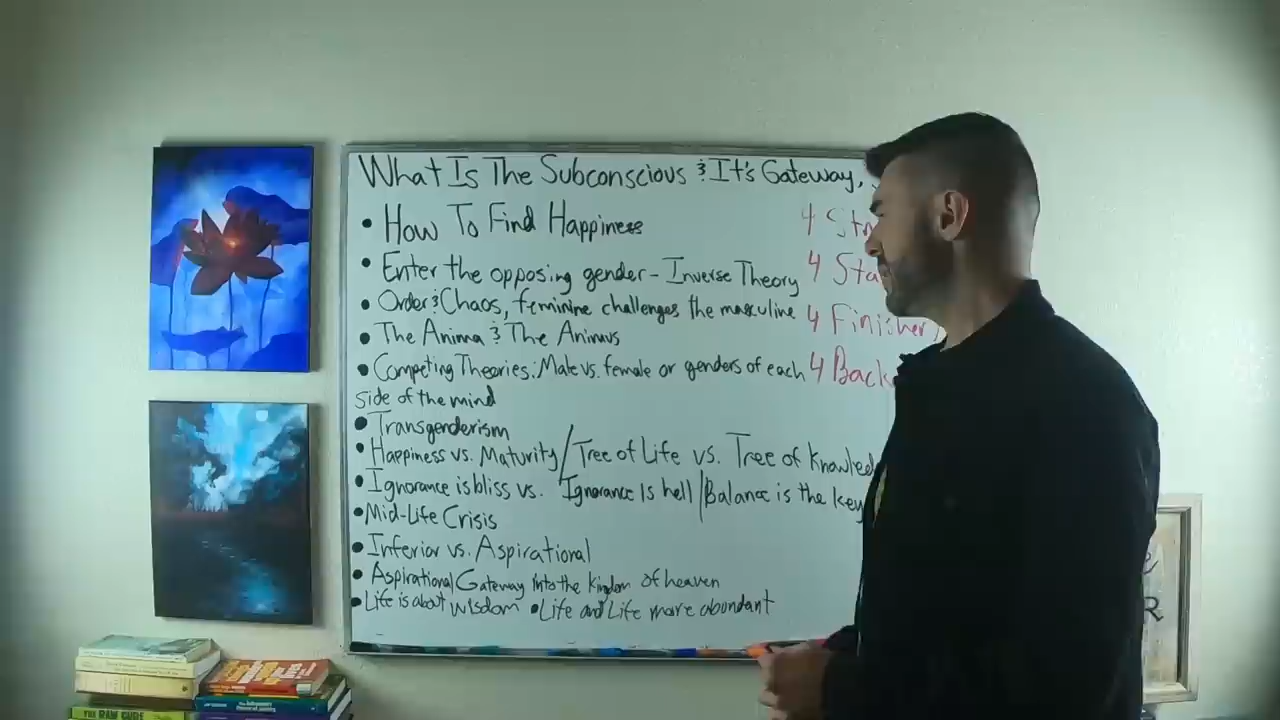 What Is The Subconscious & It's Gateway,
• How To Find Happiness
• Enter the opposing gender - Inverse Theory
• Order & Chaos, feminine challenges the masculine
• The Anima & The Animus
• Competing Theories: Male vs. female or genders of each
side of the mind
• Transgenderism
• Happiness vs. Maturity / Tree of Life vs. Tree of Knowled
• Ignorance is bliss vs. Ignorance Is hell | Balance is the key
• Mid-Life Crisis
• Inferior vs. Aspirational
• Aspirational Gateway Into the Kingdom of heaven
• Life is about wisdom • Life and Life more abundant
4 St
4 Sta
4 Finisher
4 Back
THE RAW CURE
R